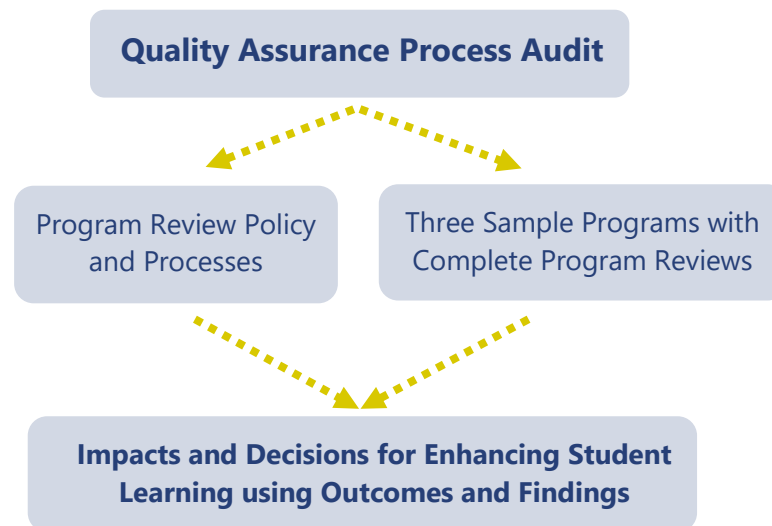 Quality Assurance Process Audit
Program Review Policy
and Processes
Three Sample Programs with
Complete Program Reviews
Impacts and Decisions for Enhancing Student
Learning using Outcomes and Findings